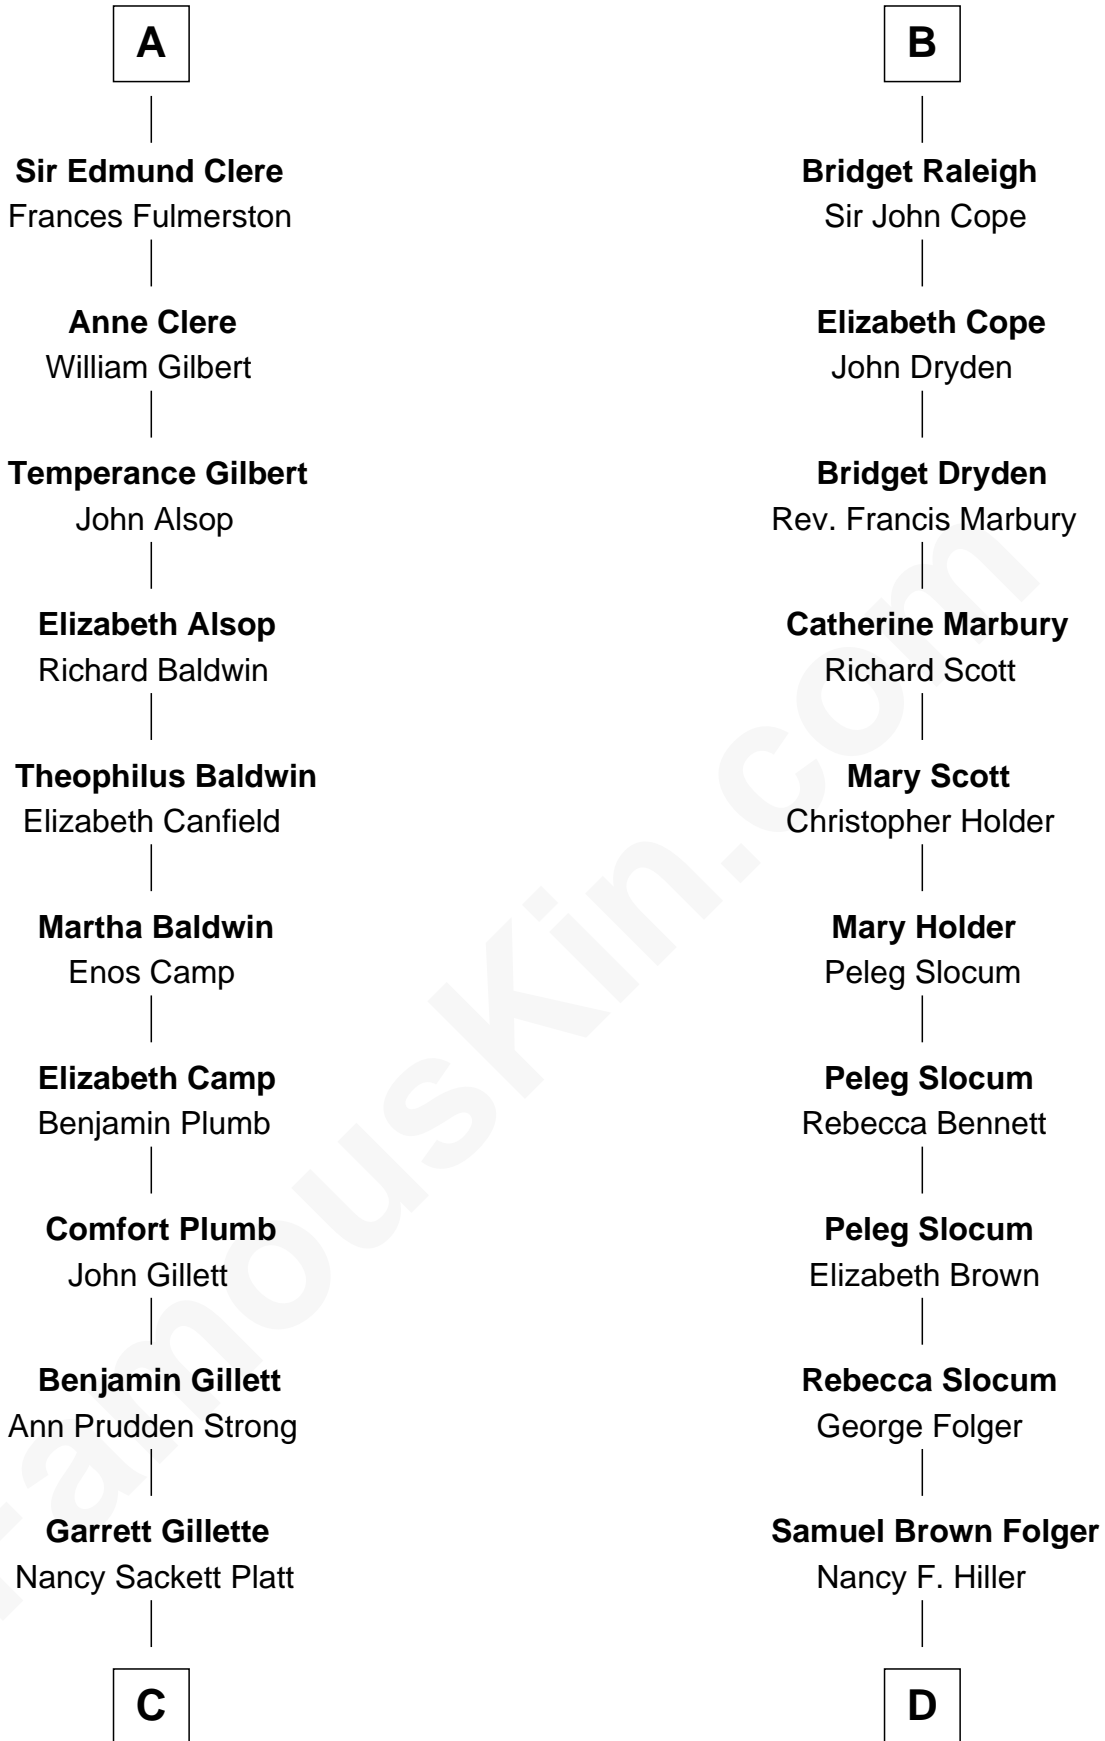 A
Sir Edmund Clere
Frances Fulmerston
Anne Clere
William Gilbert
Temperance Gilbert
John Alsop
Elizabeth Alsop
Richard Baldwin
Theophilus Baldwin
Elizabeth Canfield
Martha Baldwin
Enos Camp
Elizabeth Camp
Benjamin Plumb
Comfort Plumb
John Gillett
Benjamin Gillett
Ann Prudden Strong
Garrett Gillette
Nancy Sackett Platt
C
B
Bridget Raleigh
Sir John Cope
Elizabeth Cope
John Dryden
Bridget Dryden
Rev. Francis Marbury
Catherine Marbury
Richard Scott
Mary Scott
Christopher Holder
Mary Holder
Peleg Slocum
Peleg Slocum
Rebecca Bennett
Peleg Slocum
Elizabeth Brown
Rebecca Slocum
George Folger
Samuel Brown Folger
Nancy F. Hiller
D
FamousKin.com